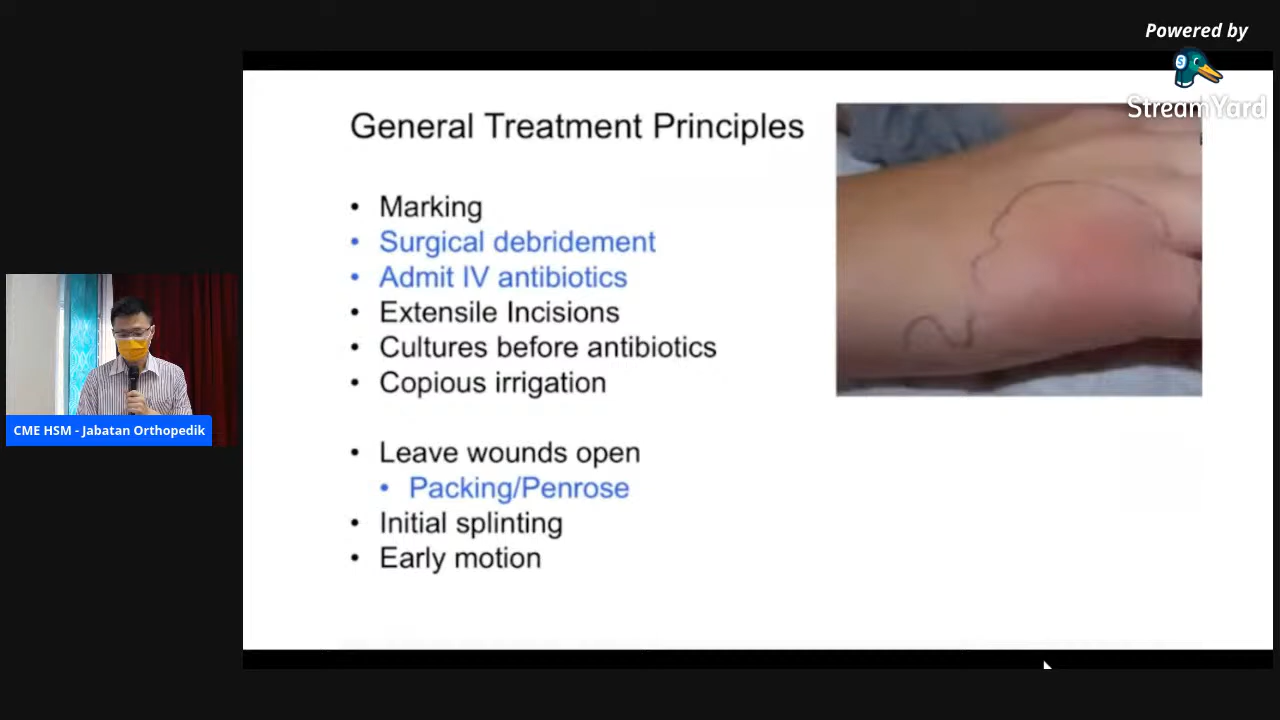 Powered by
StreamYard
General Treatment Principles
• Marking
• Surgical debridement
• Admit IV antibiotics
• Extensile Incisions
• Cultures before antibiotics
• Copious irrigation
• Leave wounds open
• Packing/Penrose
• Initial splinting
• Early motion
CME HSM - Jabatan Orthopedik